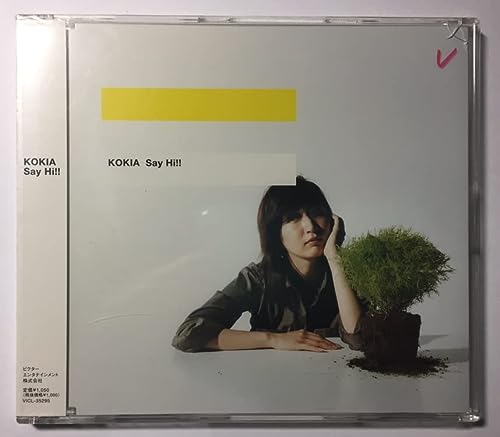 KOKIA
Say Hi!!
ビクター
エンタテインメント
株式会社
定価¥1,050
(税抜価格¥1,000)
VICL-35295
KOKIA Say Hi!!